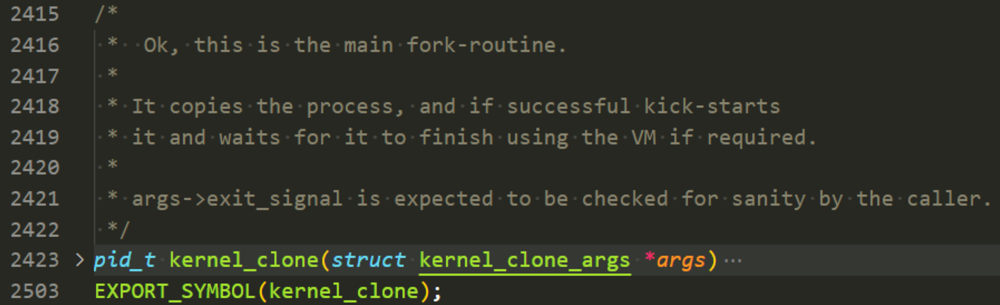 2415 /*
2416  *  Ok, this is the main fork-routine.
2417  *
2418  * It copies the process, and if successful kick-starts
2419  * it and waits for it to finish using the VM if required.
2420  *
2421  * args->exit_signal is expected to be checked for sanity by the caller.
2422  */
2423 > pid_t kernel_clone(struct kernel_clone_args *args) ⋯
2503 EXPORT_SYMBOL(kernel_clone);